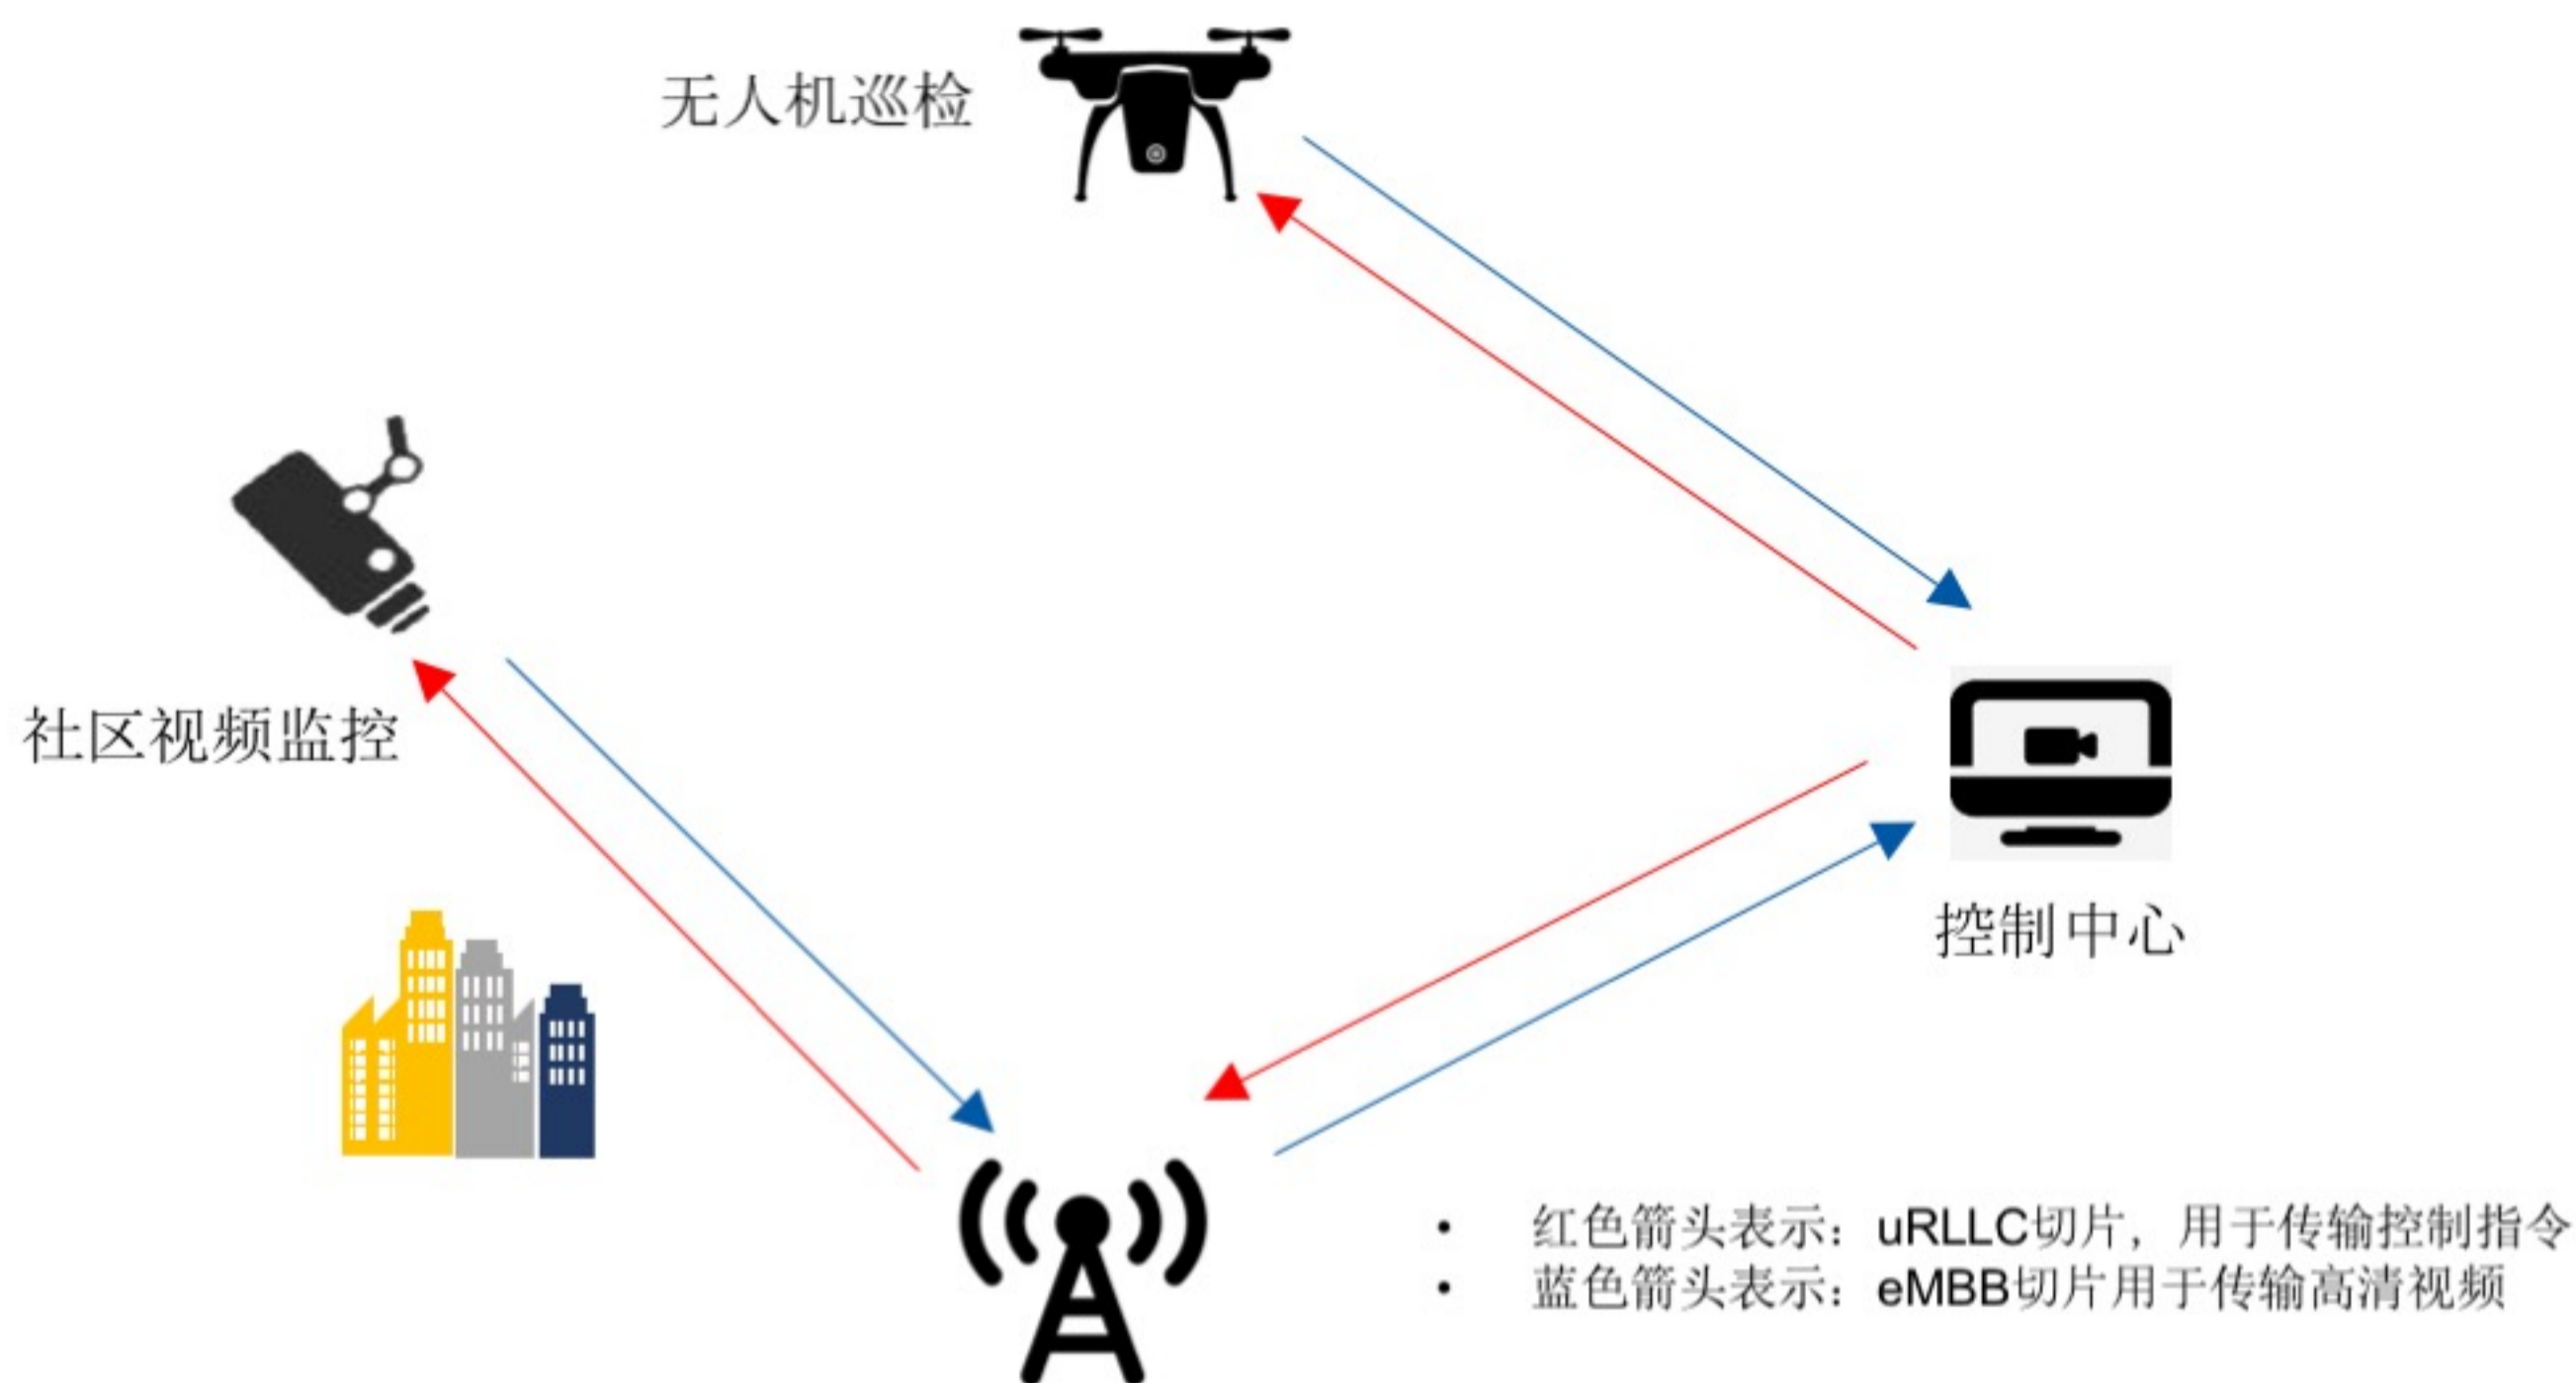 无人机巡检
社区视频监控
控制中心
• 红色箭头表示：uRLLC切片，用于传输控制指令
• 蓝色箭头表示：eMBB切片用于传输高清视频